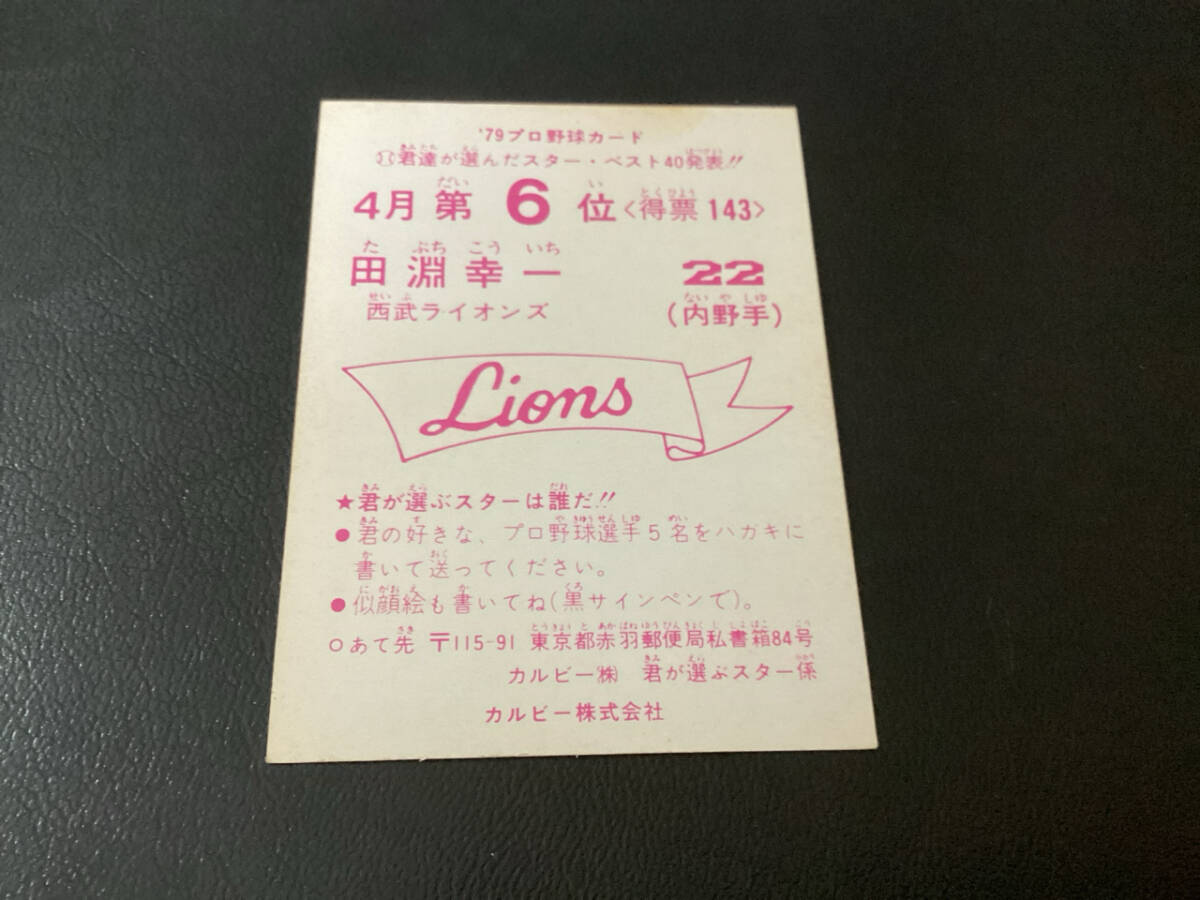 '79プロ野球カード
①君達が選んだスター・ベスト40発表!!
4月第6位<得票143>
田淵幸一 22
西武ライオンズ (内野手)
Lions
★君が選ぶスターは誰だ!!
●君の好きな、プロ野球選手5名をハガキに
書いて送ってください。
●似顔絵も書いてね(黒サインペンで)。
○あて先 〒115-91 東京都赤羽郵便局私書箱84号
カルビー㈱ 君が選ぶスター係
カルビー株式会社